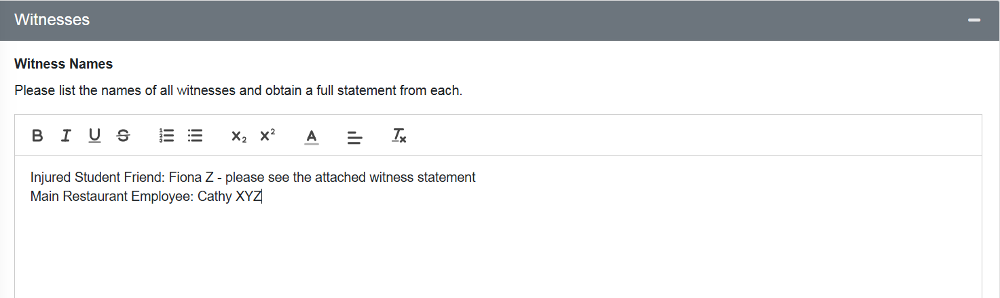 Witnesses
Witness Names
Please list the names of all witnesses and obtain a full statement from each.
B I U S X₂ X² A Tx
Injured Student Friend: Fiona Z - please see the attached witness statement
Main Restaurant Employee: Cathy XYZ